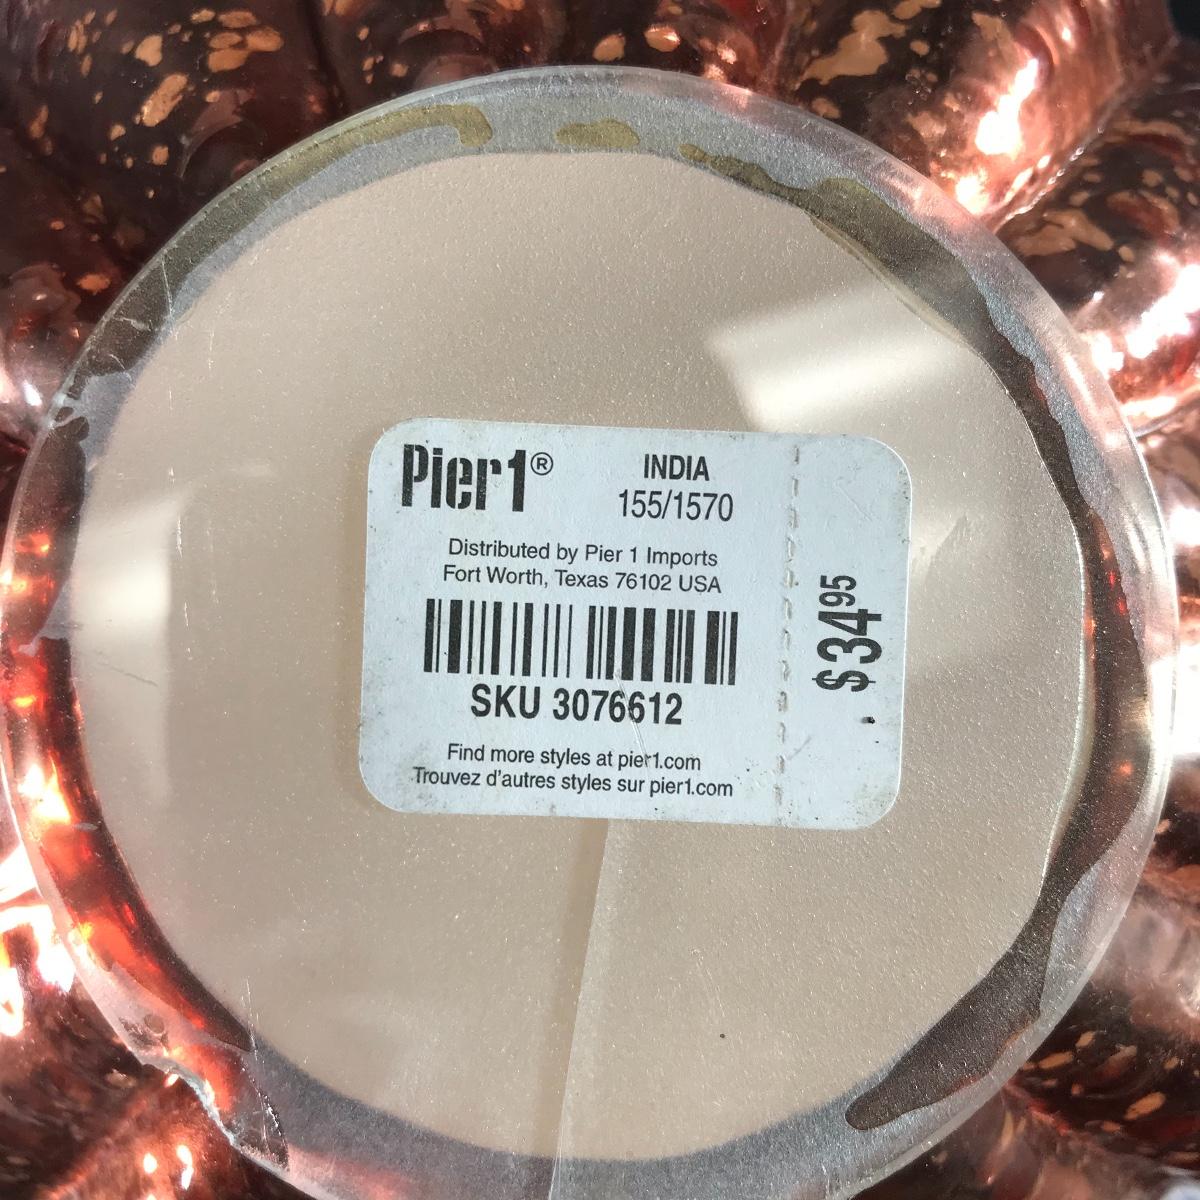 Pier1®
INDIA
155/1570
Distributed by Pier 1 Imports
Fort Worth, Texas 76102 USA
SKU 3076612
Find more styles at pier1.com
Trouvez d'autres styles sur pier1.com
$34.95